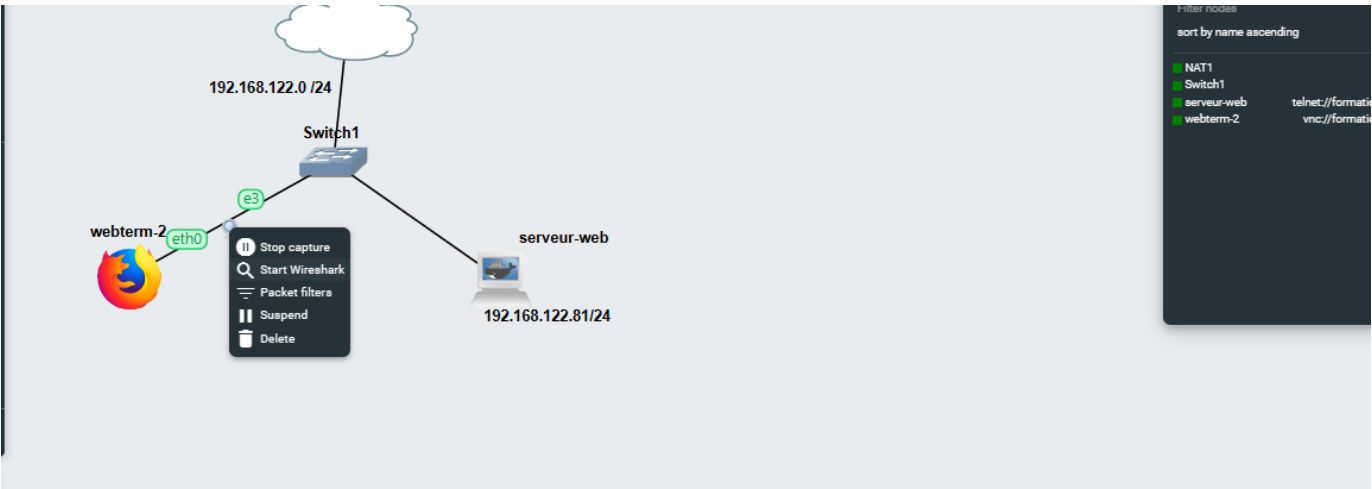 Filter nodes
sort by name ascending
NAT1
Switch1
serveur-web telnet://formatic
webterm-2 vnc://formatic
192.168.122.0 /24
Switch1
e3
webterm-2
eth0
Stop capture
Start Wireshark
Packet filters
Suspend
Delete
serveur-web
192.168.122.81/24